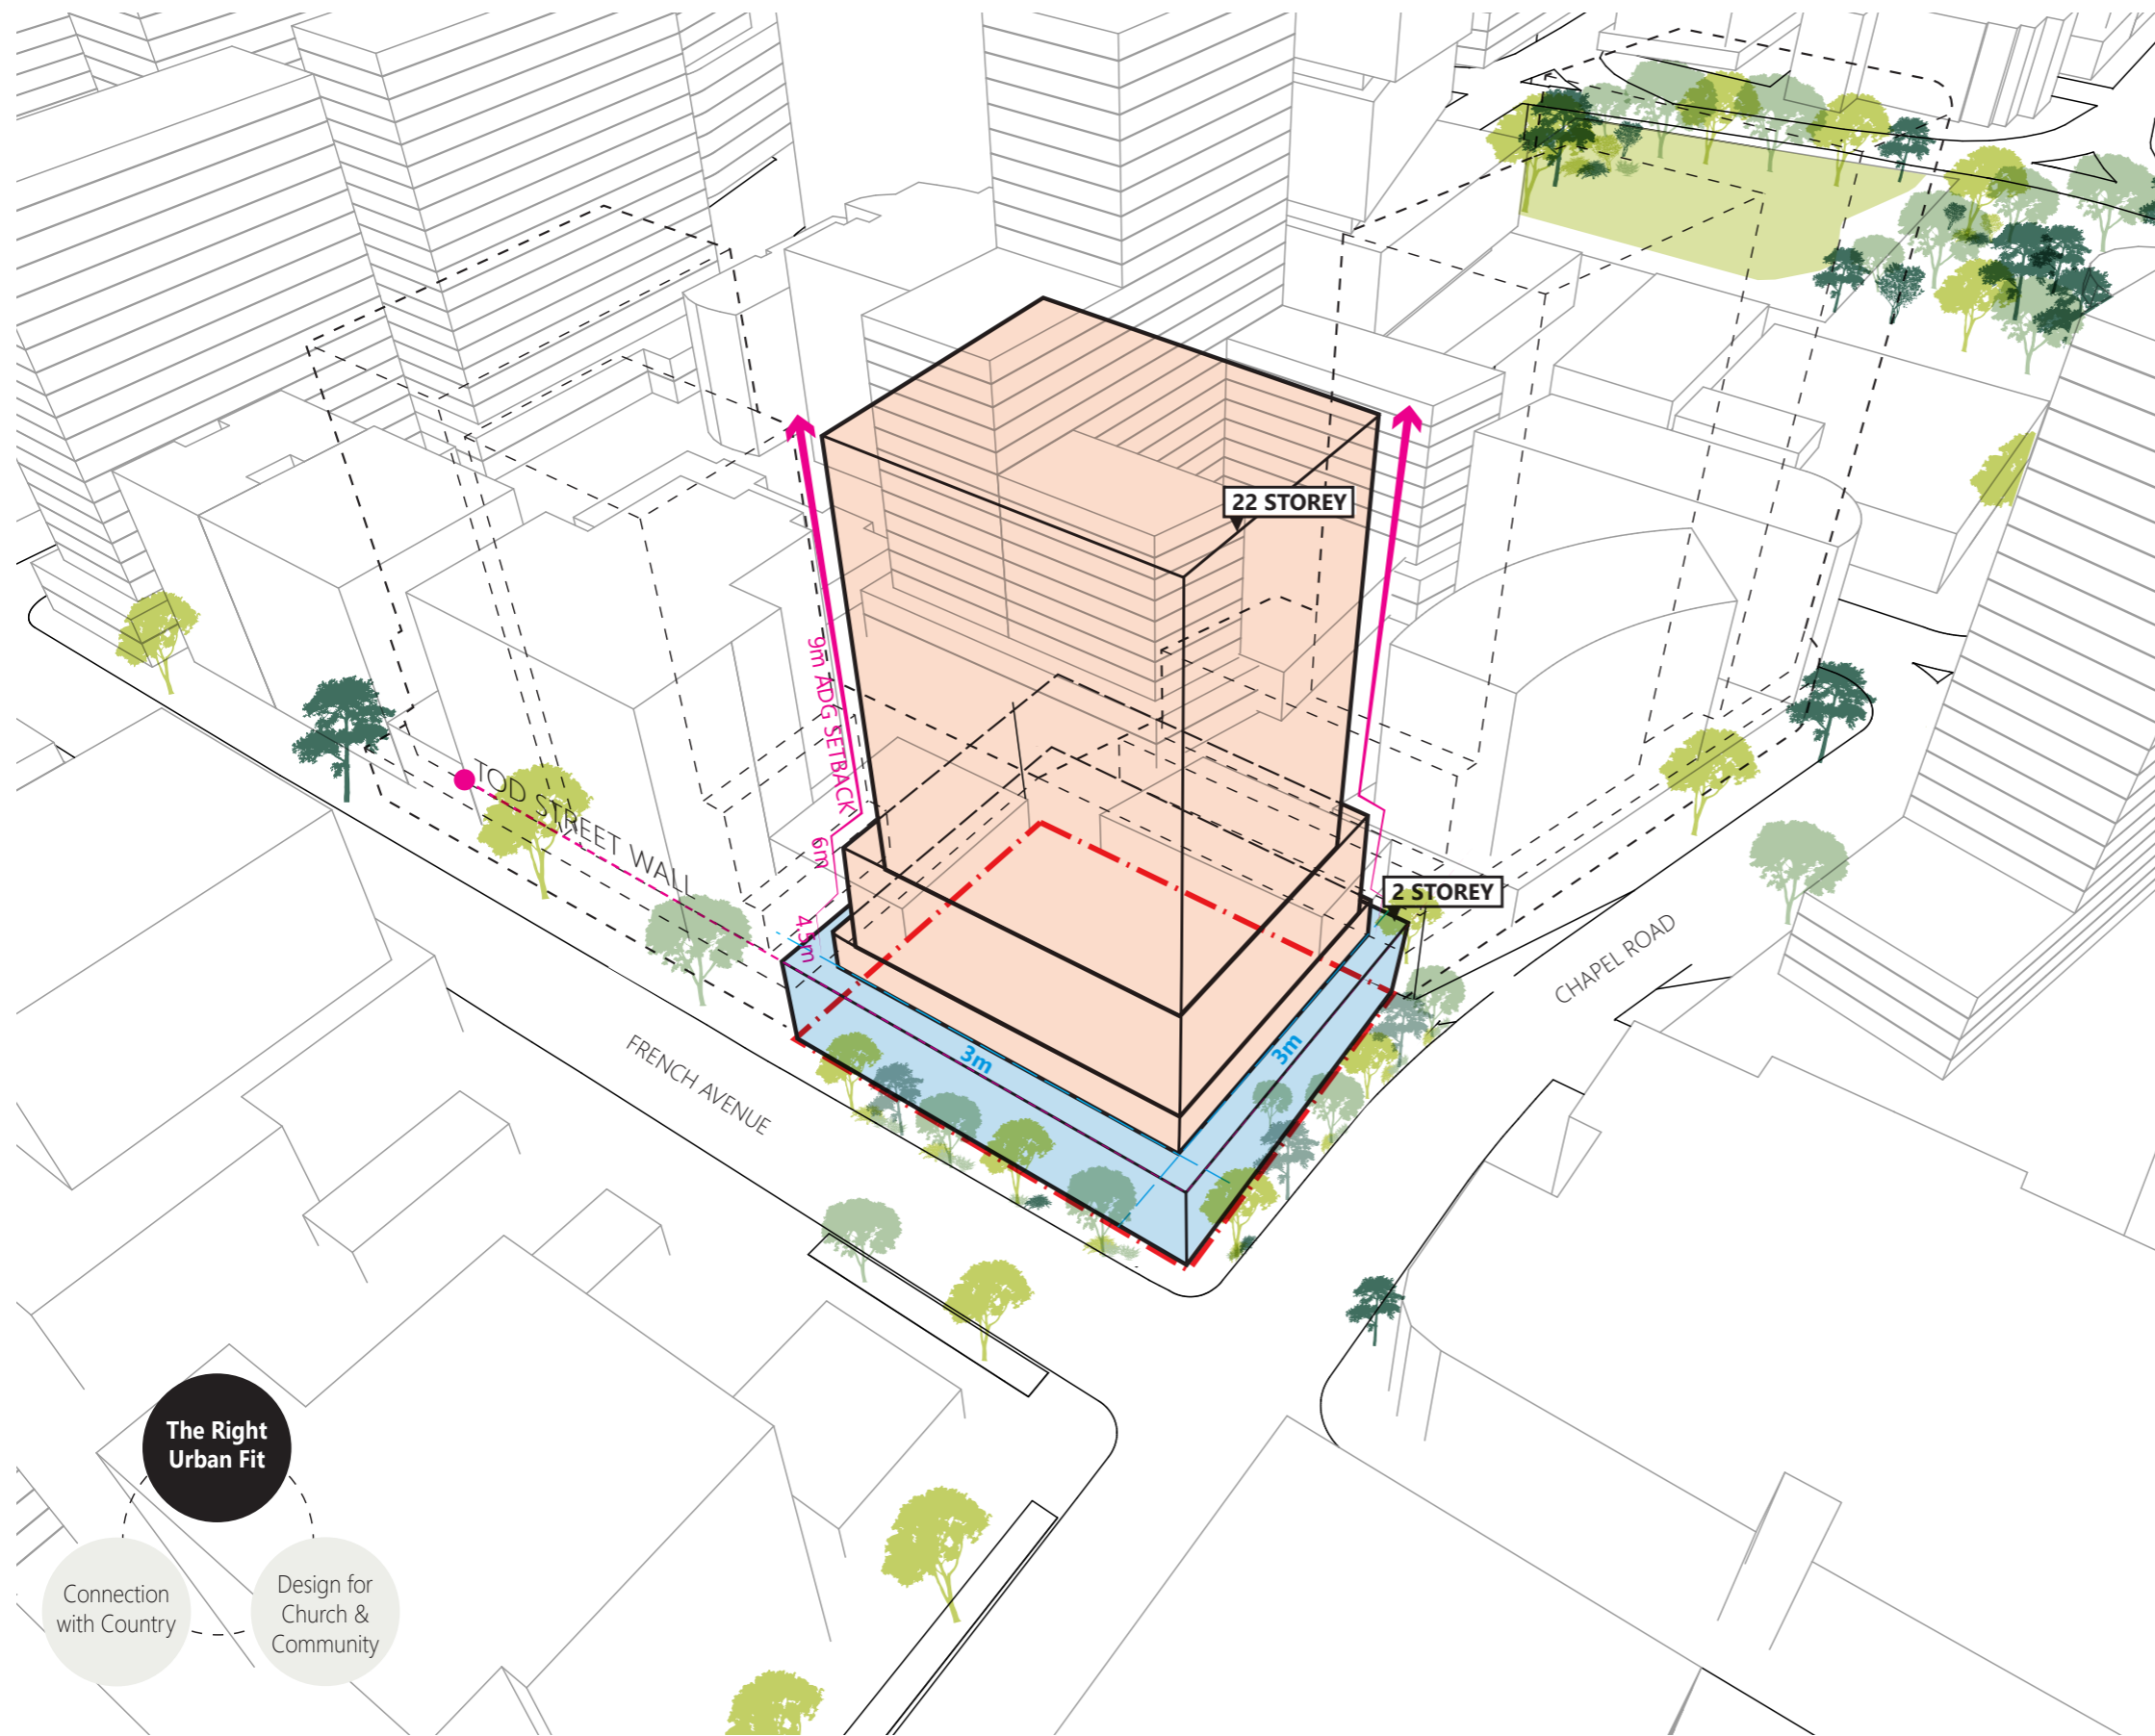 22 STOREY
9m ADG SETBACK
TOD STREET WALL
6m
2 STOREY
4.5m
CHAPEL ROAD
3m
3m
FRENCH AVENUE
The Right
Urban Fit
Connection
with Country
Design for
Church &
Community